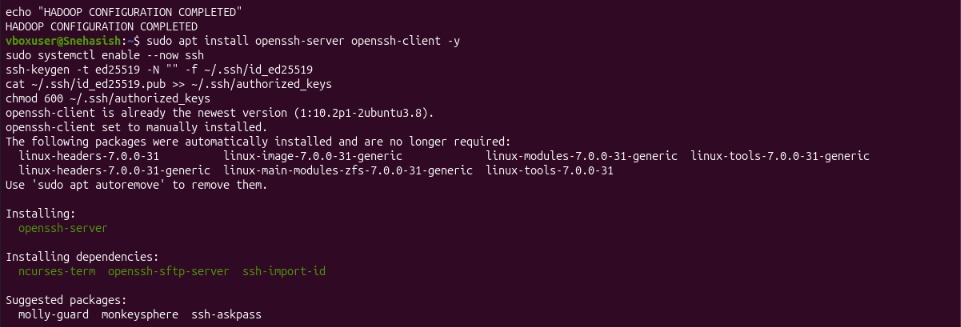 echo "HADOOP CONFIGURATION COMPLETED"
HADOOP CONFIGURATION COMPLETED
vboxuser@Snehasish:~$ sudo apt install openssh-server openssh-client -y
sudo systemctl enable --now ssh
ssh-keygen -t ed25519 -N "" -f ~/.ssh/id_ed25519
cat ~/.ssh/id_ed25519.pub >> ~/.ssh/authorized_keys
chmod 600 ~/.ssh/authorized_keys
openssh-client is already the newest version (1:10.2p1-2ubuntu3.8).
openssh-client set to manually installed.
The following packages were automatically installed and are no longer required:
linux-headers-7.0.0-31 linux-image-7.0.0-31-generic linux-modules-7.0.0-31-generic linux-tools-7.0.0-31-generic
linux-headers-7.0.0-31-generic linux-main-modules-zfs-7.0.0-31-generic linux-tools-7.0.0-31
Use 'sudo apt autoremove' to remove them.
Installing:
openssh-server
Installing dependencies:
ncurses-term openssh-sftp-server ssh-import-id
Suggested packages:
molly-guard monkeysphere ssh-askpass